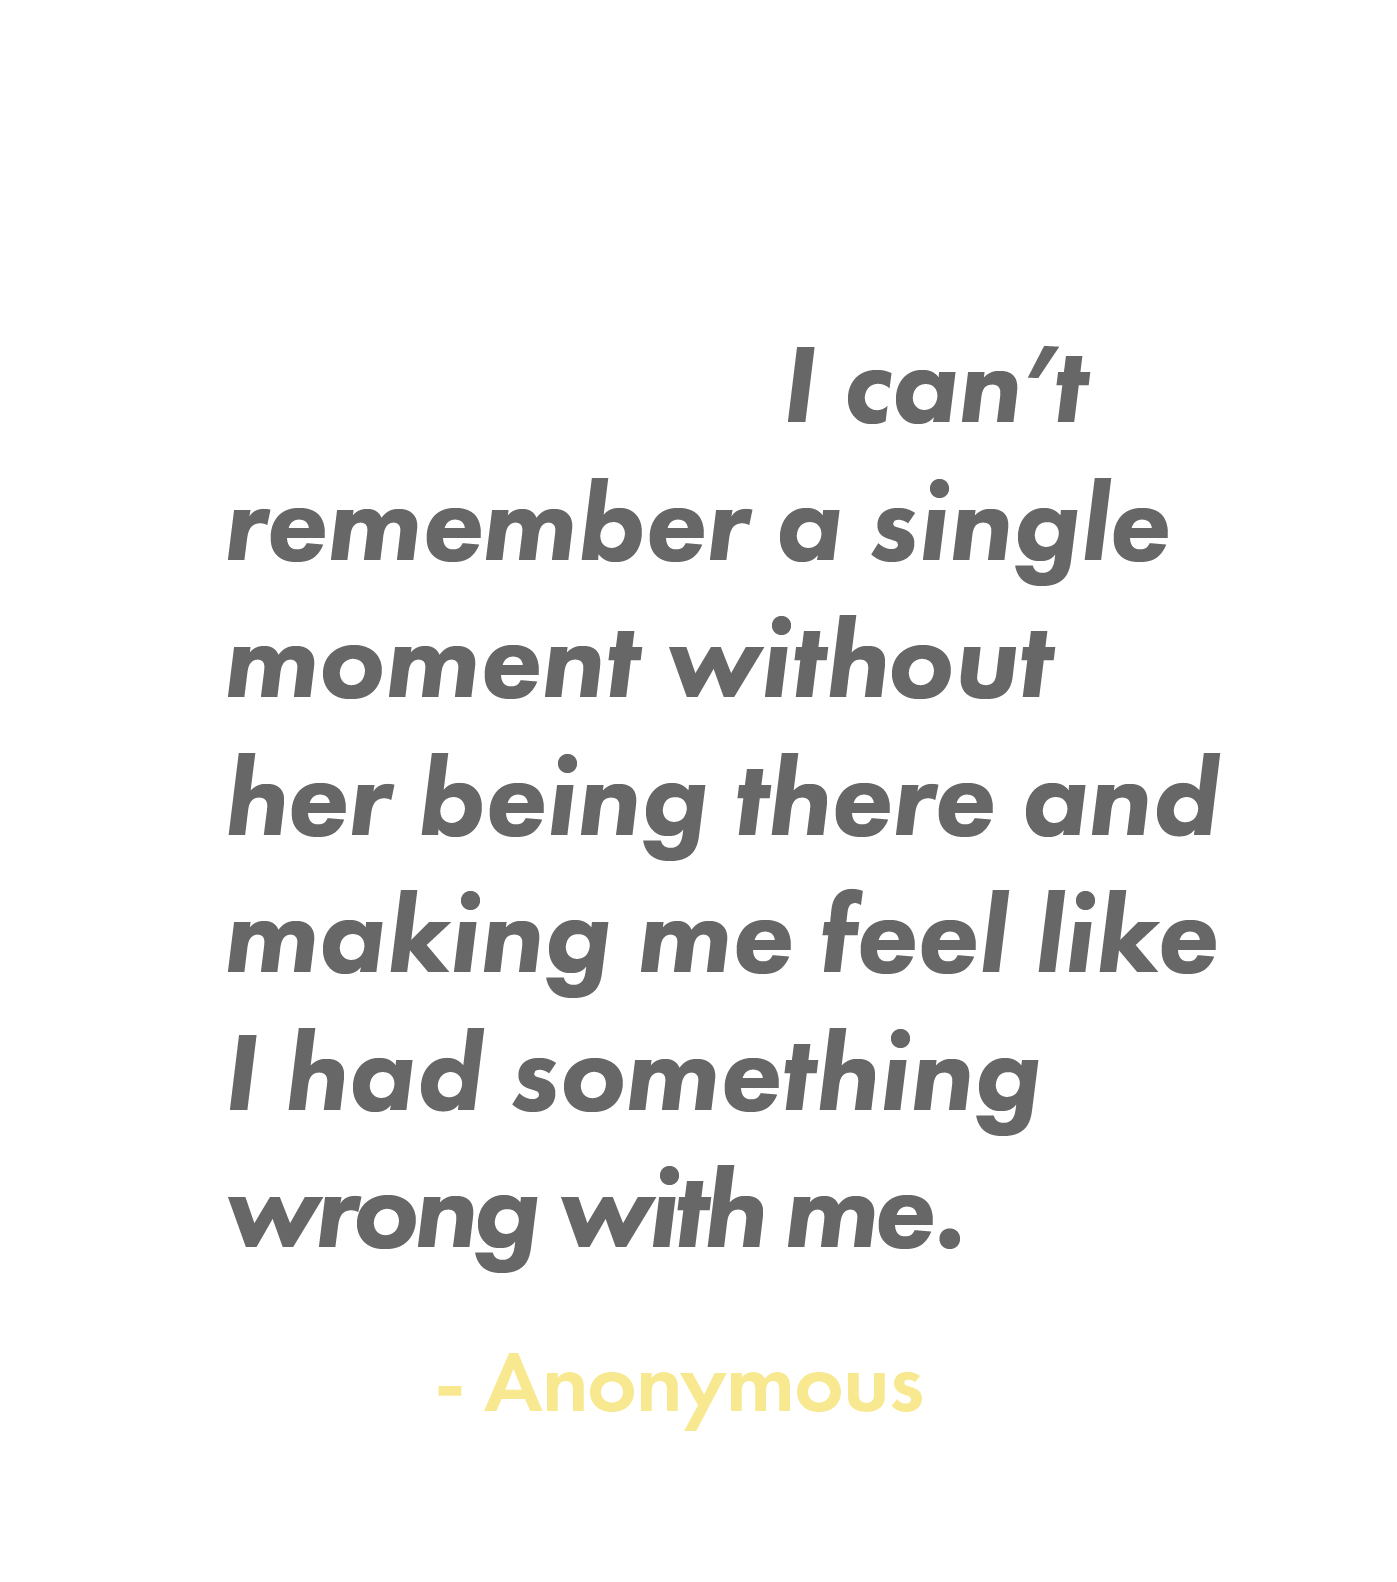 I can’t
remember a single
moment without
her being there and
making me feel like
I had something
wrong with me.
- Anonymous